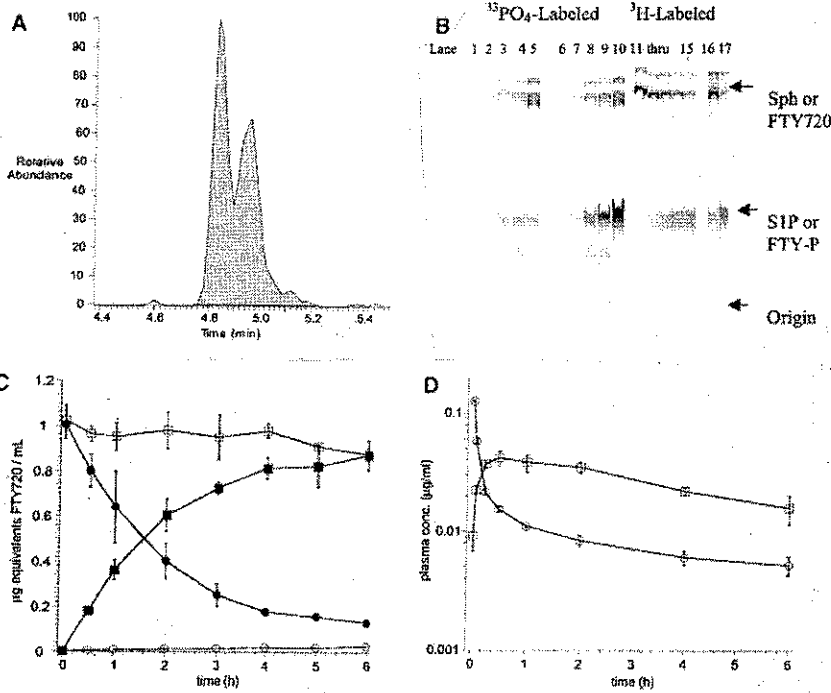 A
100
90
80
70
60
50
40
30
20
10
0
Relative
Abundance
4.4
4.6
4.8
5.0
5.2
5.4
Time (min)
B
33PO4-Labeled 3H-Labeled
Lane 1 2 3 4 5 6 7 8 9 10 11 thru 15 16 17
Sph or
FTY720
S1P or
FTY-P
Origin
C
1.2
1
0.8
0.6
0.4
0.2
0
µg equivalents FTY720 / mL
0 1 2 3 4 5 6
time (h)
D
0.1
0.01
0.001
plasma conc. (µg/ml)
0 1 2 3 4 5 6
time (h)